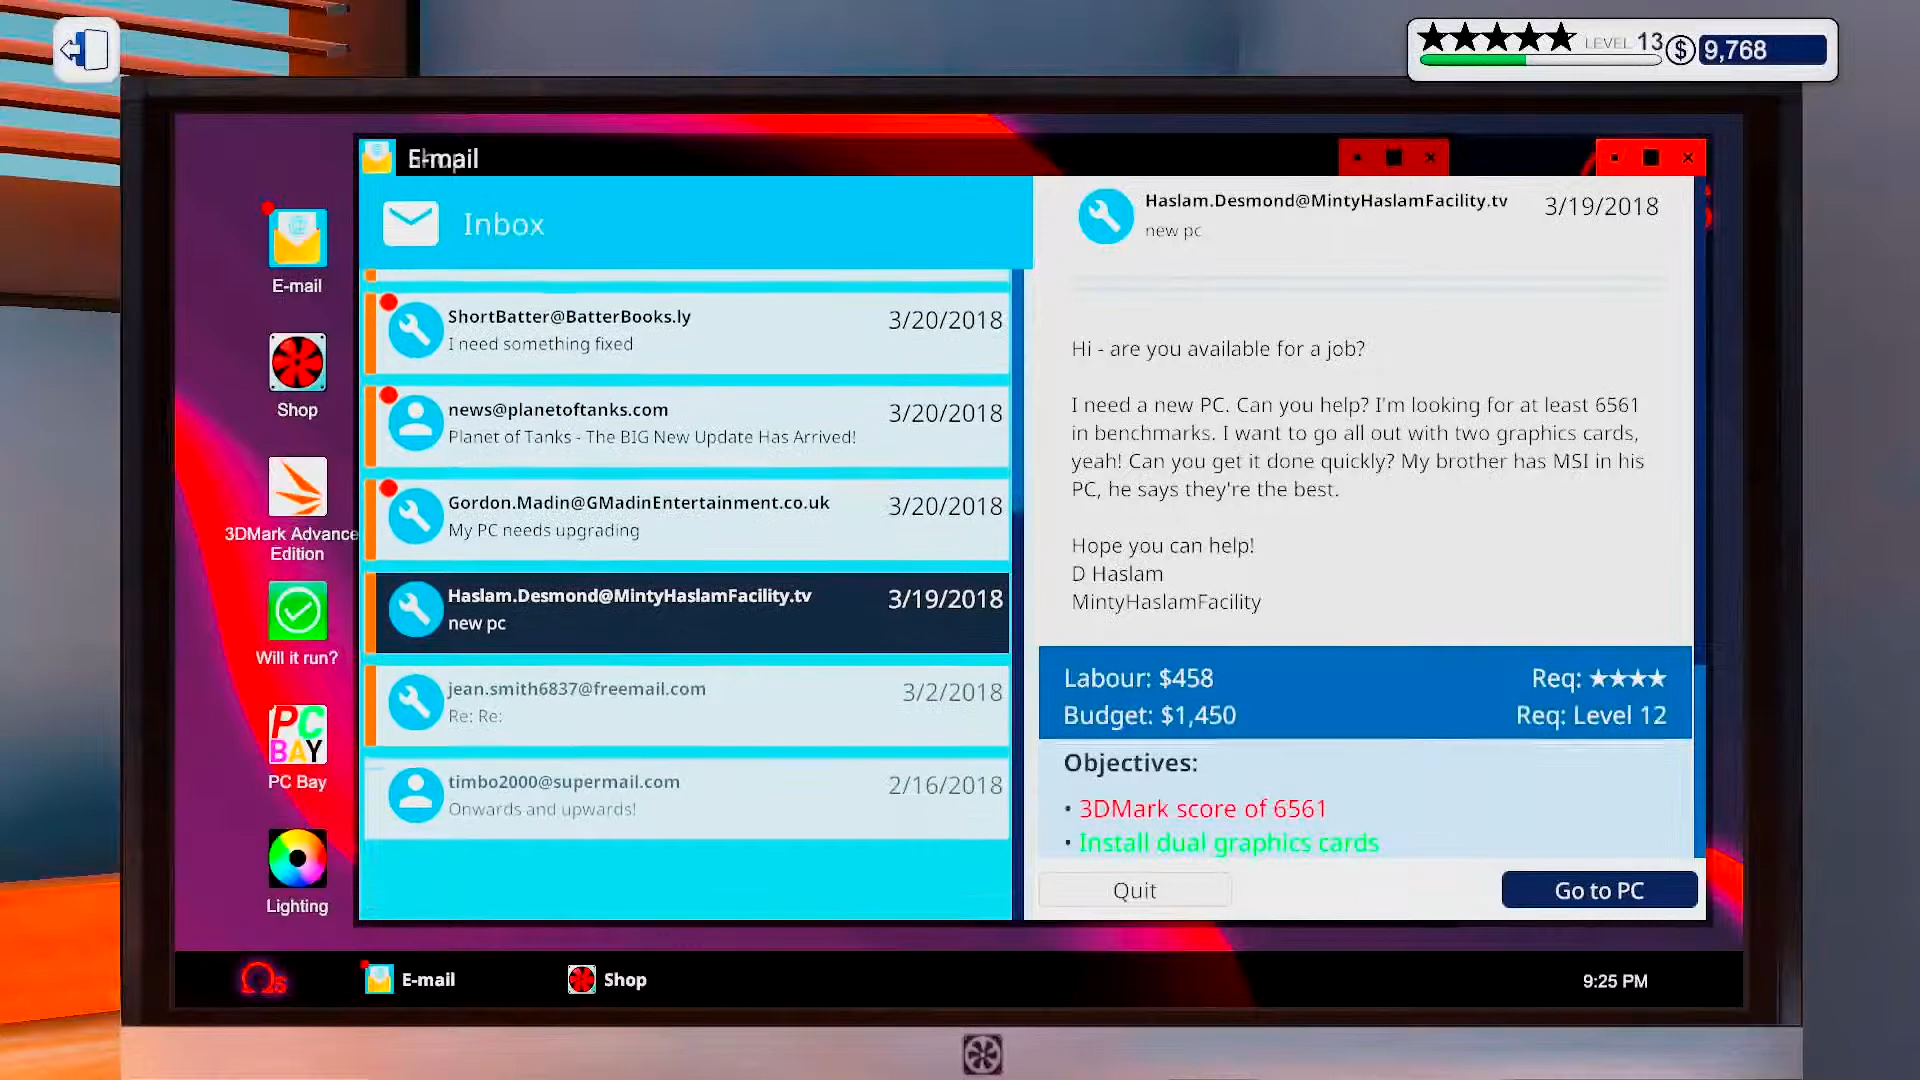 LEVEL 13
$ 9,768
E-mail
Inbox
ShortBatter@BatterBooks.ly
3/20/2018
I need something fixed
news@planetoftanks.com
3/20/2018
Planet of Tanks - The BIG New Update Has Arrived!
Gordon.Madin@GMadinEntertainment.co.uk
3/20/2018
My PC needs upgrading
Haslam.Desmond@MintyHaslamFacility.tv
3/19/2018
new pc
jean.smith6837@freemail.com
3/2/2018
Re: Re:
timbo2000@supermail.com
2/16/2018
Onwards and upwards!
Haslam.Desmond@MintyHaslamFacility.tv
3/19/2018
new pc
Hi - are you available for a job?
I need a new PC. Can you help? I'm looking for at least 6561
in benchmarks. I want to go all out with two graphics cards,
yeah! Can you get it done quickly? My brother has MSI in his
PC, he says they're the best.
Hope you can help!
D Haslam
MintyHaslamFacility
Labour: $458
Req: ★★★★
Budget: $1,450
Req: Level 12
Objectives:
• 3DMark score of 6561
• Install dual graphics cards
Quit
Go to PC
E-mail
Shop
3DMark Advance
Edition
Will it run?
PC
BAY
PC Bay
Lighting
Ωs
E-mail
Shop
9:25 PM